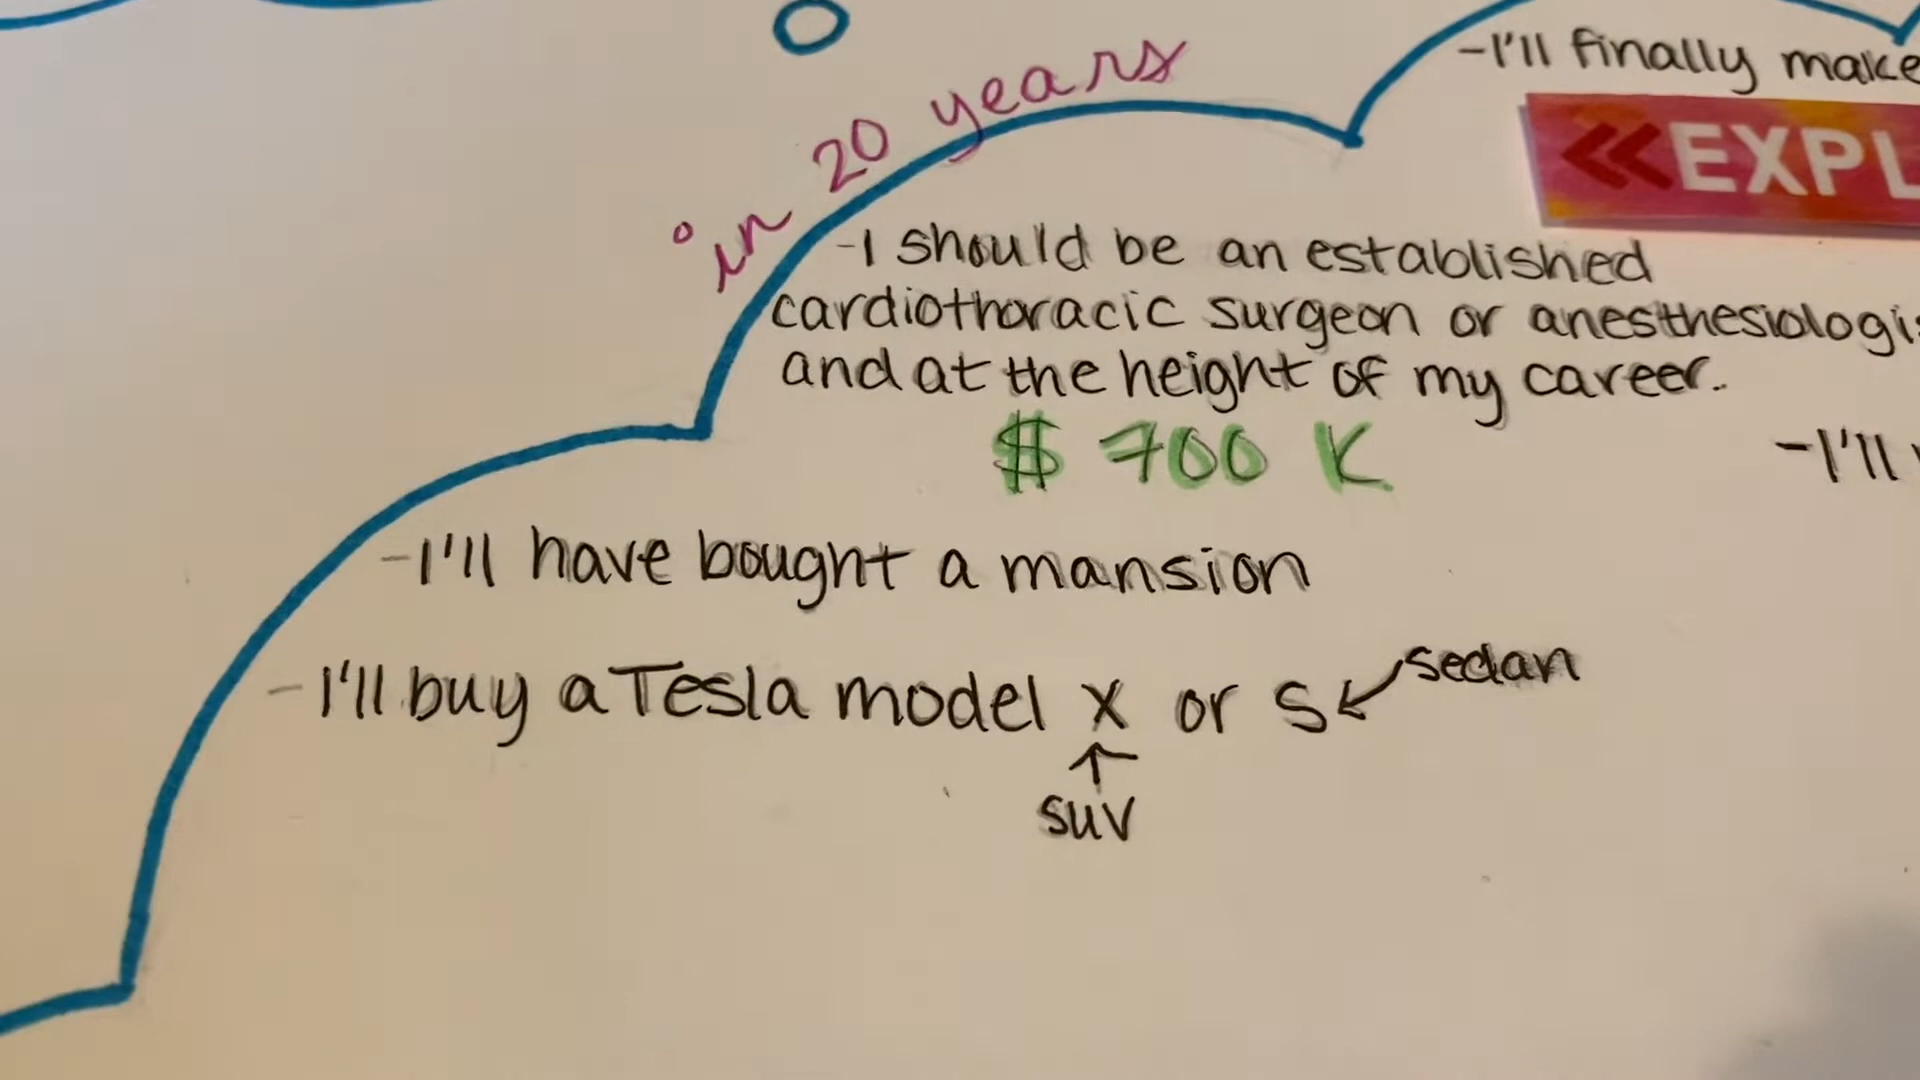 -I'll finally make
in 20 years
<<EXPL
-I should be an established
cardiothoracic surgeon or anesthesiologis
and at the height of my career.
$ 700 K
-I'll
-I'll have bought a mansion
-I'll buy a Tesla model X or S
sedan
suv